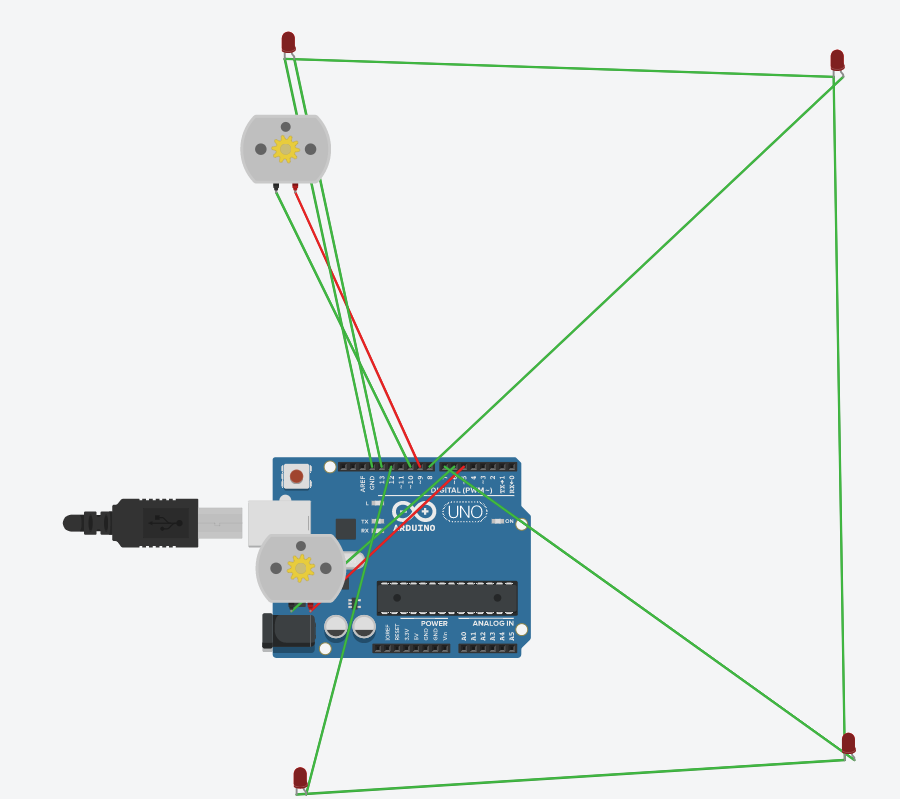 AREF
GND
13
12
~11
~10
~9
8
7
4
~3
2
TX→1
RX←0
DIGITAL (PWM~)
L
TX
RX
ARDUINO
UNO
ON
POWER
ANALOG IN
IOREF
RESET
3.3V
5V
GND
GND
Vin
A0
A1
A2
A3
A4
A5